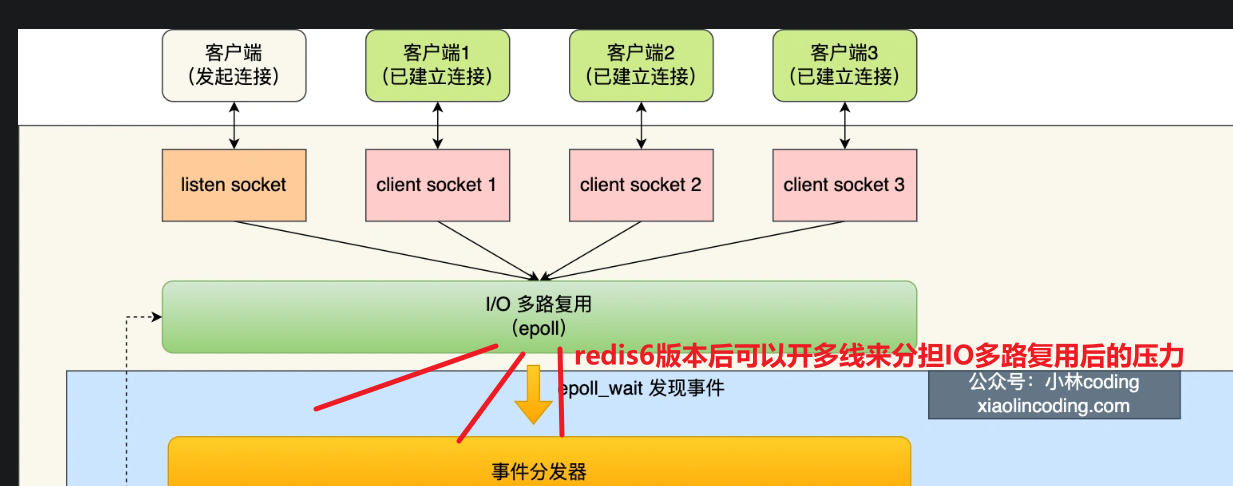 客户端
（发起连接）
客户端1
（已建立连接）
客户端2
（已建立连接）
客户端3
（已建立连接）
listen socket
client socket 1
client socket 2
client socket 3
I/O 多路复用
（epoll）
redis6版本后可以开多线来分担IO多路复用后的压力
epoll_wait 发现事件
公众号：小林coding
xiaolincoding.com
事件分发器